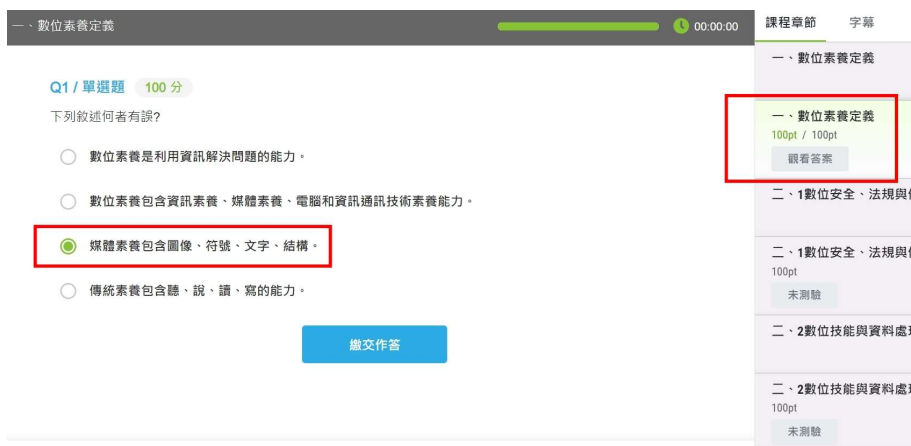 一、數位素養定義
00:00:00
Q1 / 單選題
100 分
下列敘述何者有誤?
數位素養是利用資訊解決問題的能力。
數位素養包含資訊素養、媒體素養、電腦和資訊通訊技術素養能力。
媒體素養包含圖像、符號、文字、結構。
傳統素養包含聽、說、讀、寫的能力。
繳交作答
課程章節 字幕
一、數位素養定義
一、數位素養定義
100pt / 100pt
觀看答案
二、1數位安全、法規與
二、1數位安全、法規與
100pt
未測驗
二、2數位技能與資料處
二、2數位技能與資料處
100pt
未測驗